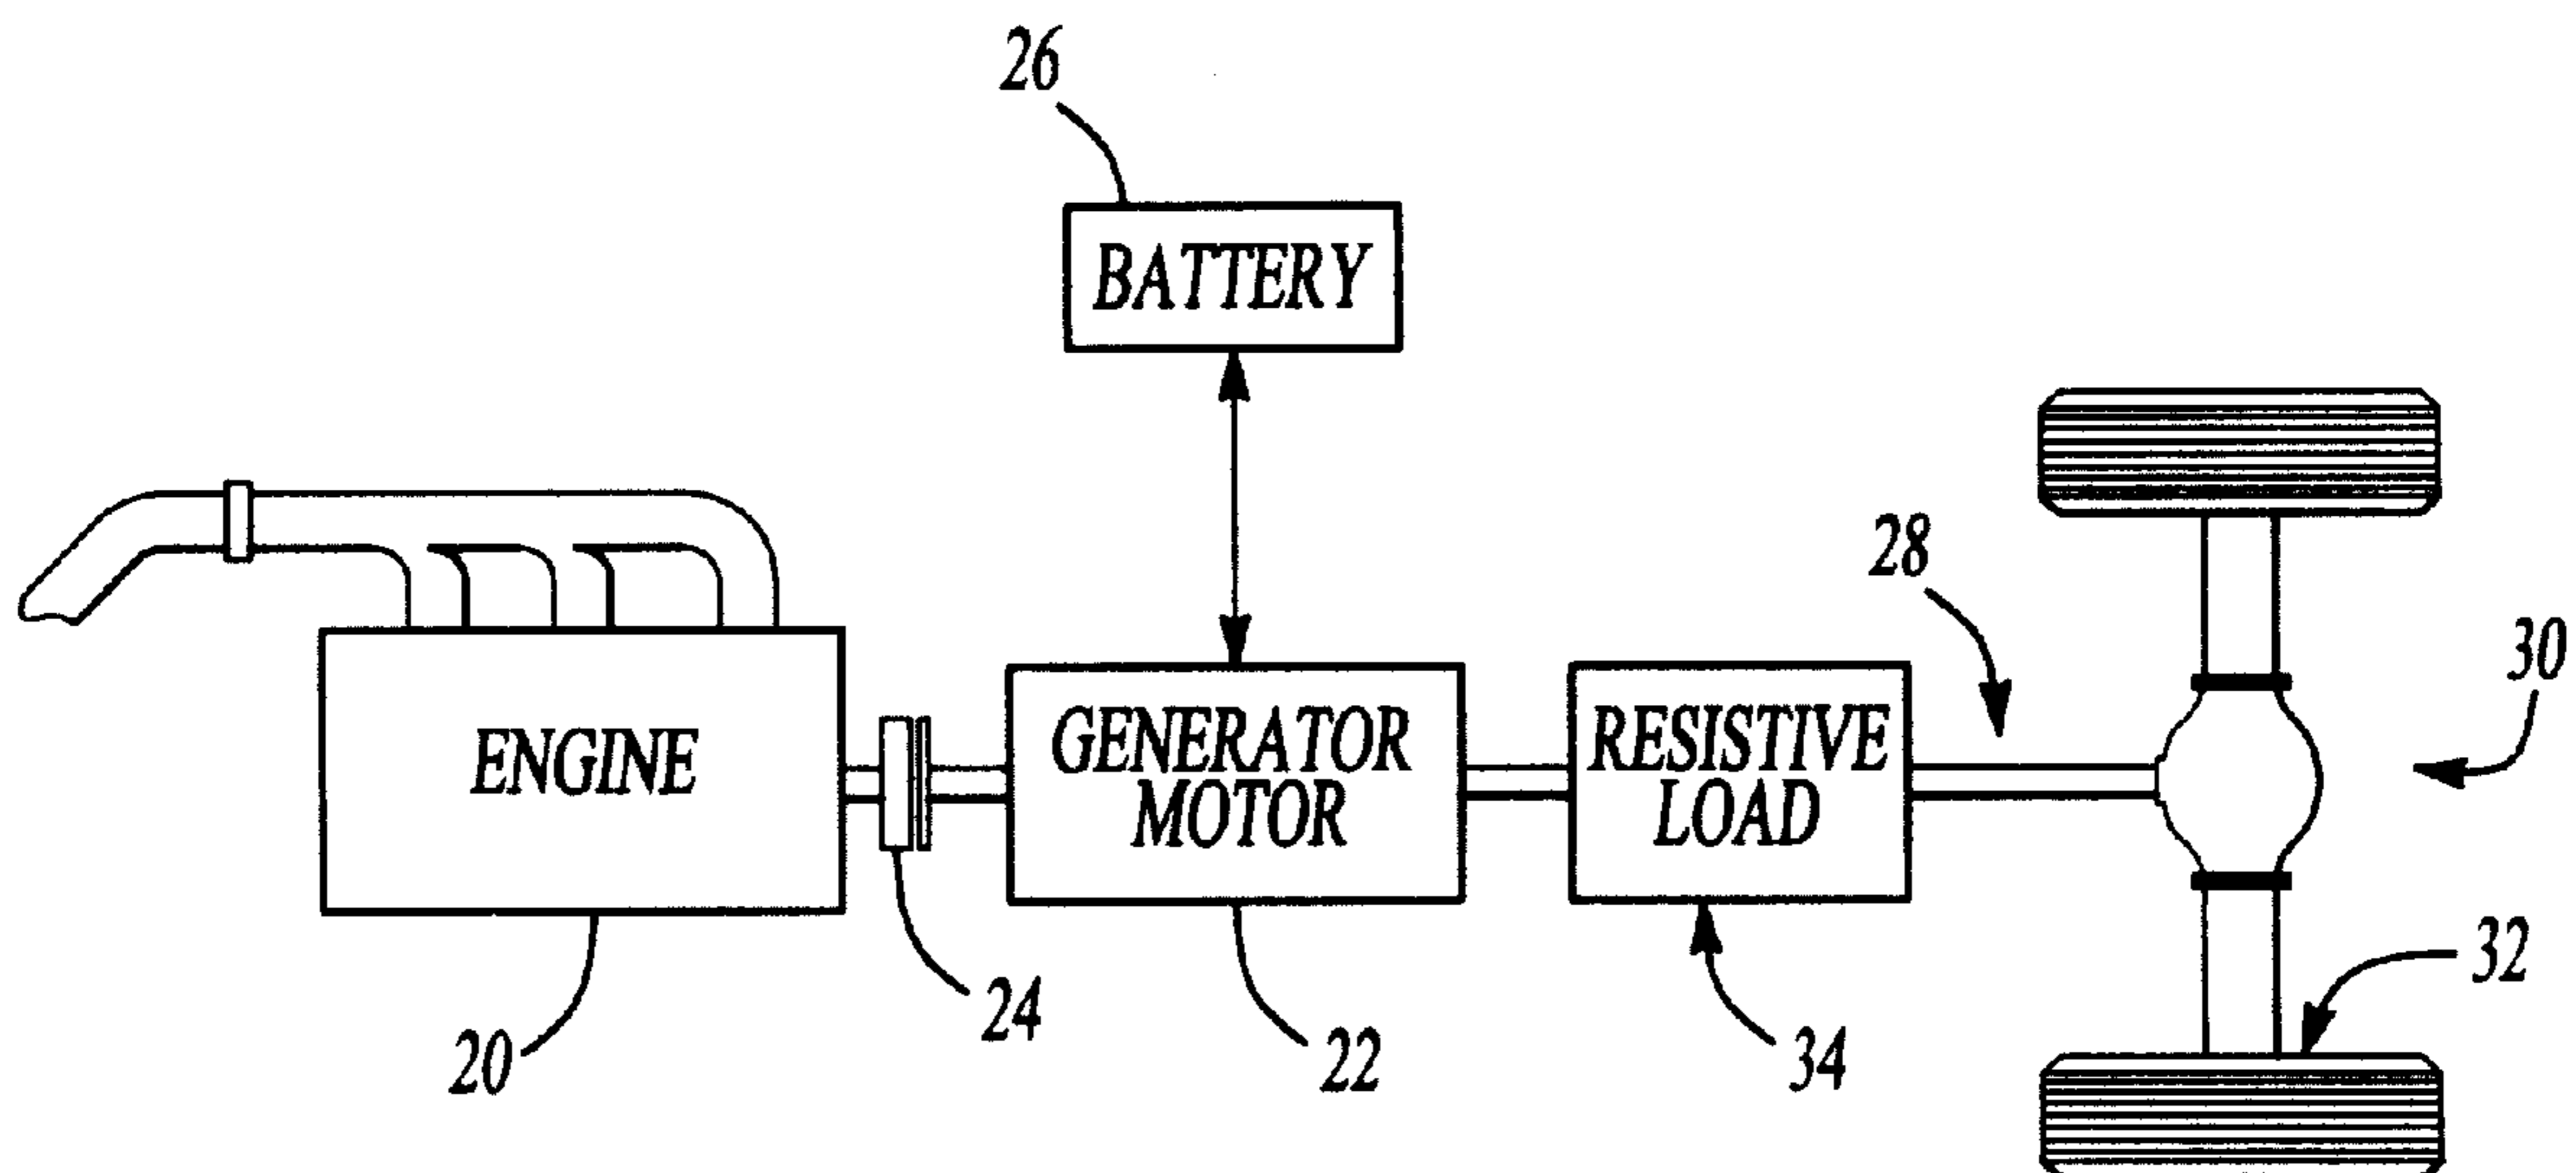 26
BATTERY
28
30
ENGINE
GENERATOR
MOTOR
RESISTIVE
LOAD
32
24
20
22
34